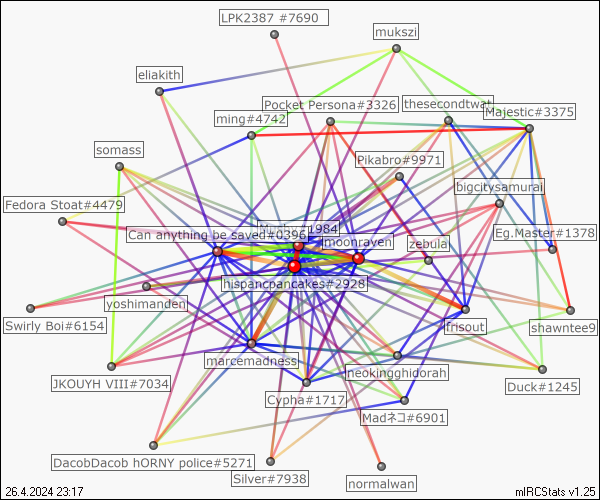 LPK2387 #7690
mukszi
eliakith
Pocket Persona#3326
Majestic#3375
ming#4742
somass
Pikabro#9971
bigcitysamurai
Fedora Stoat#4479
Can anything be saved#0396
Eg.Master#1378
moonraven
zebula
hispancpancakes#2928
yoshimanden
Swirly Boi#6154
frisout
shawntee9
marcemadness
neokingghidorah
JKOUYH VIII#7034
Duck#1245
Cypha#1717
Madネコ#6901
DacobDacob hORNY police#5271
Silver#7938
normalwan
26.4.2024 23:17
mIRCStats v1.25